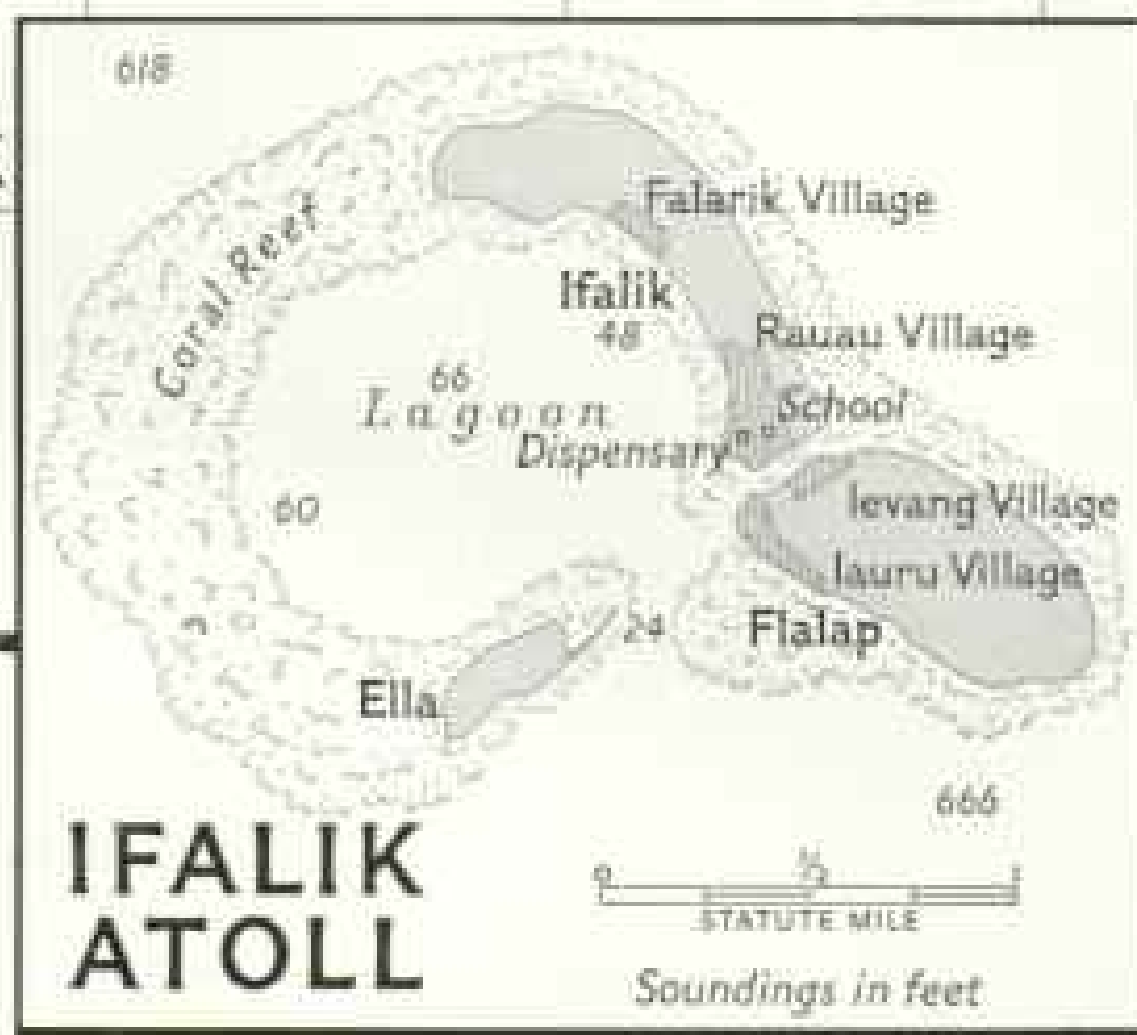 618
Falarik Village
Coral Reef
Ifalik
48
Rauau Village
66
School
Lagoon
Dispensary
60
Ievang Village
Iauru Village
24
Flalap
Ella
666
IFALIK
ATOLL
0 ½ 1
STATUTE MILE
Soundings in feet